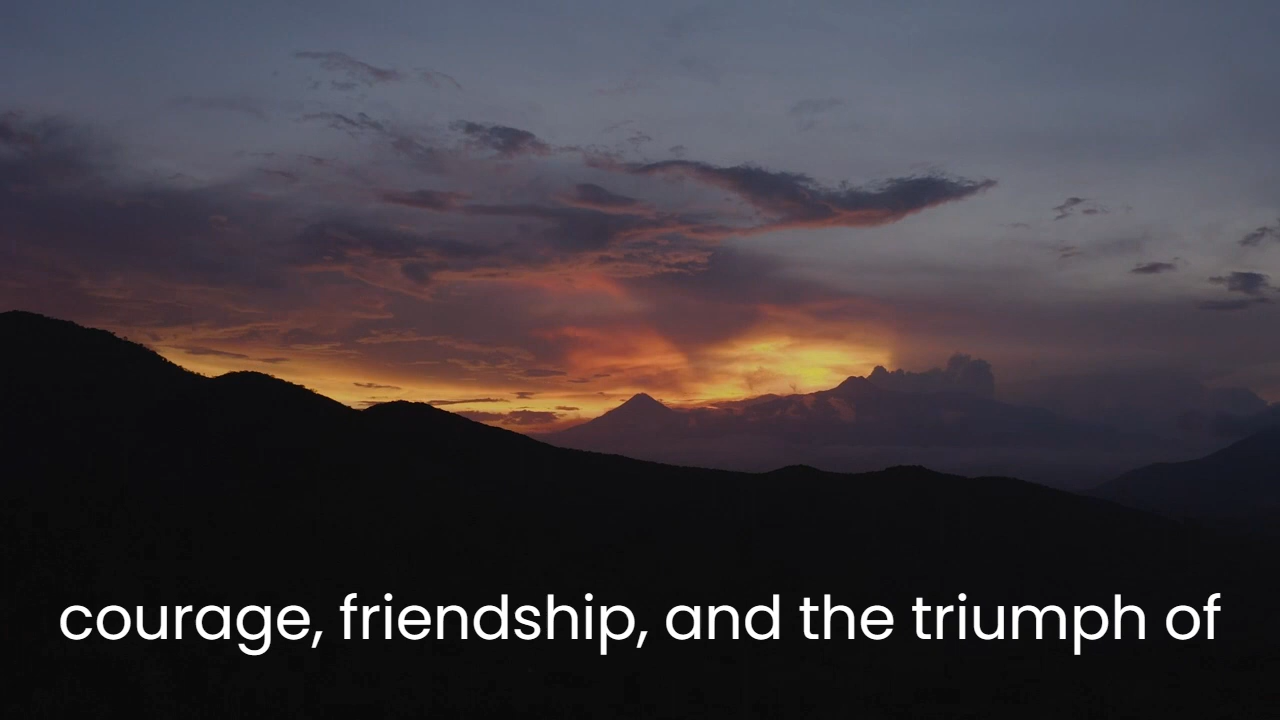 courage, friendship, and the triumph of